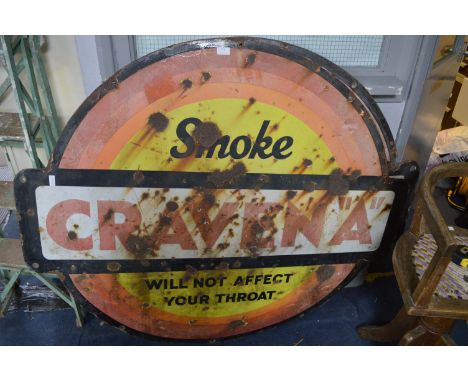 Smoke
CRAVEN "A"
WILL NOT AFFECT
YOUR THROAT